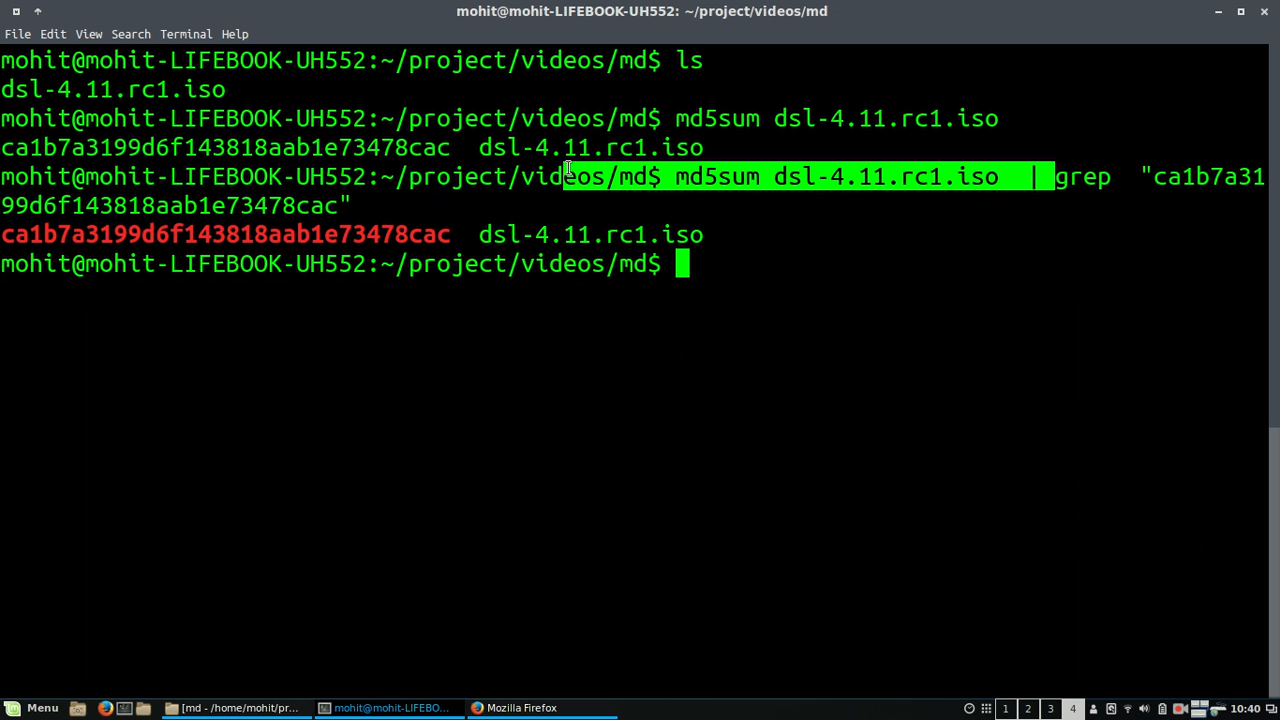 mohit@mohit-LIFEBOOK-UH552: ~/project/videos/md
File Edit View Search Terminal Help
mohit@mohit-LIFEBOOK-UH552:~/project/videos/md$ ls
dsl-4.11.rc1.iso
mohit@mohit-LIFEBOOK-UH552:~/project/videos/md$ md5sum dsl-4.11.rc1.iso
ca1b7a3199d6f143818aab1e73478cac  dsl-4.11.rc1.iso
mohit@mohit-LIFEBOOK-UH552:~/project/videos/md$ md5sum dsl-4.11.rc1.iso  | grep  "ca1b7a31
99d6f143818aab1e73478cac"
ca1b7a3199d6f143818aab1e73478cac  dsl-4.11.rc1.iso
mohit@mohit-LIFEBOOK-UH552:~/project/videos/md$
Menu [md - /home/mohit/pr... mohit@mohit-LIFEBO... Mozilla Firefox 1 2 3 4 10:40